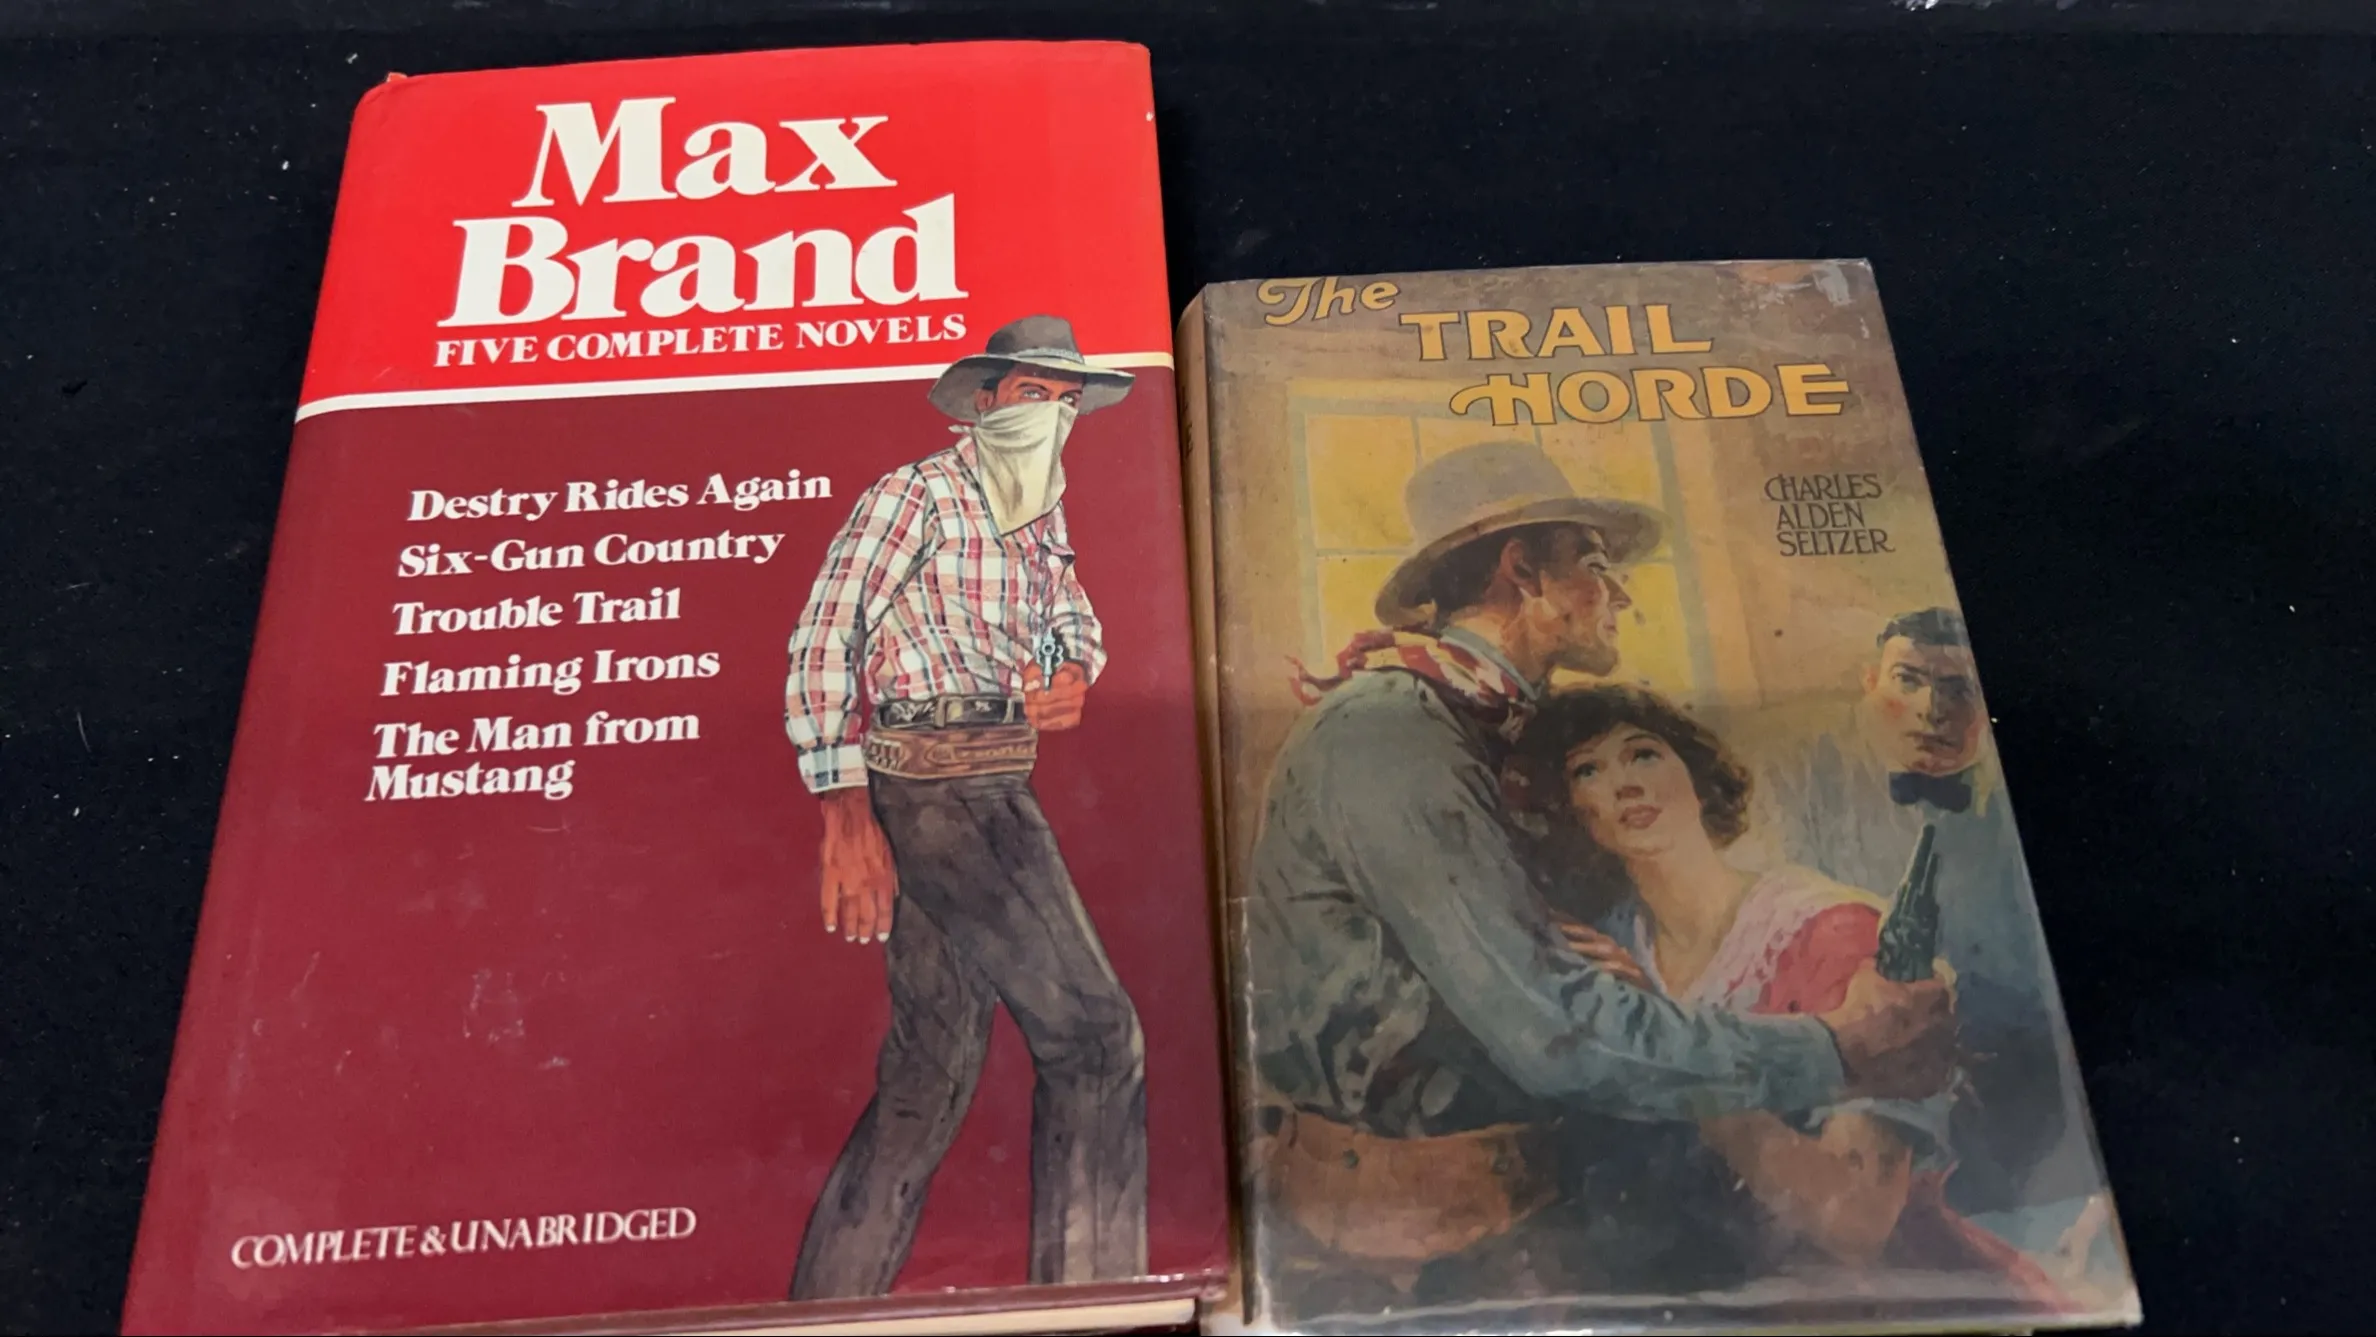 Max
Brand
FIVE COMPLETE NOVELS
Destry Rides Again
Six-Gun Country
Trouble Trail
Flaming Irons
The Man from
Mustang
COMPLETE & UNABRIDGED
The
TRAIL
HORDE
CHARLES
ALDEN
SELTZER